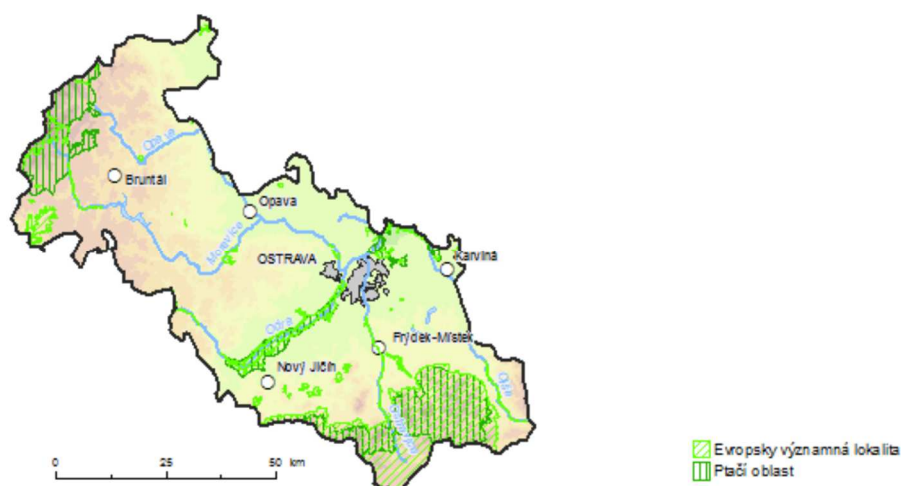 Opava
Bruntál
Opava
Moravice
OSTRAVA
Karviná
Odra
Frýdek-Místek
Nový Jičín
Olše
Ostravice
0 25 50 km
Evropsky významná lokalita
Ptačí oblast